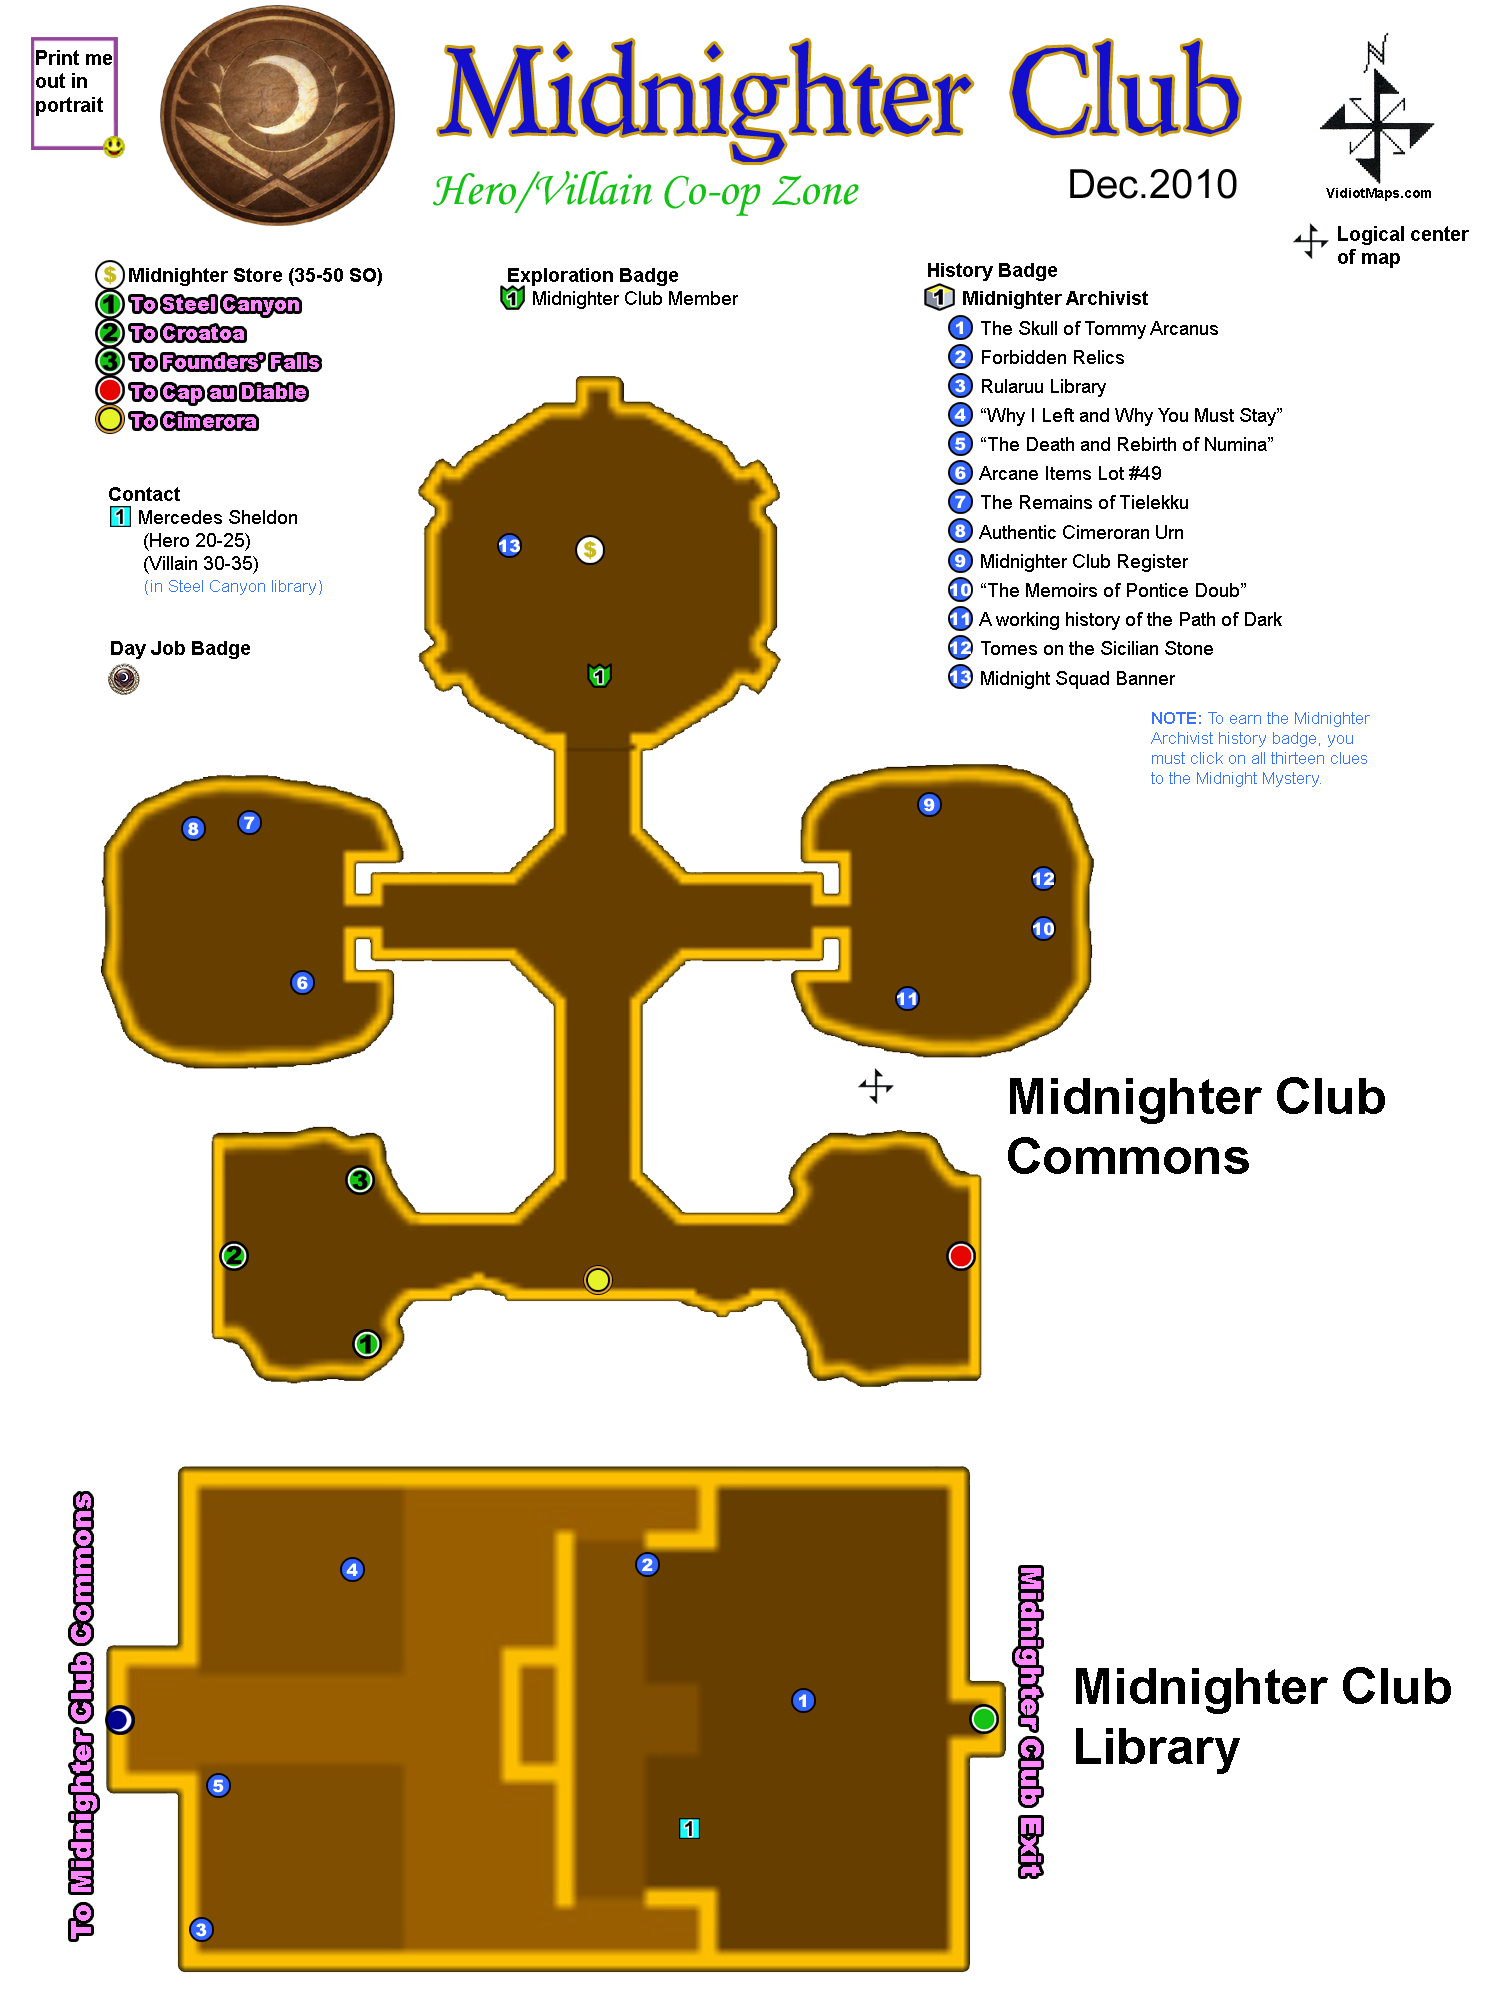 Print me
out in
portrait
Midnighter Club
Hero/Villain Co-op Zone
Dec.2010
N
VidiotMaps.com
Logical center
of map
$ Midnighter Store (35-50 SO)
1 To Steel Canyon
2 To Croatoa
3 To Founders' Falls
To Cap au Diable
To Cimerora
Contact
1 Mercedes Sheldon
(Hero 20-25)
(Villain 30-35)
(in Steel Canyon library)
Day Job Badge
Exploration Badge
1 Midnighter Club Member
History Badge
1 Midnighter Archivist
1 The Skull of Tommy Arcanus
2 Forbidden Relics
3 Rularuu Library
4 “Why I Left and Why You Must Stay”
5 “The Death and Rebirth of Numina”
6 Arcane Items Lot #49
7 The Remains of Tielekku
8 Authentic Cimeroran Urn
9 Midnighter Club Register
10 “The Memoirs of Pontice Doub”
11 A working history of the Path of Dark
12 Tomes on the Sicilian Stone
13 Midnight Squad Banner
NOTE: To earn the Midnighter
Archivist history badge, you
must click on all thirteen clues
to the Midnight Mystery.
13
$
1
8
7
6
9
12
10
11
Midnighter Club
Commons
3
2
1
To Midnighter Club Commons
4
2
1
5
1
3
Midnighter Club Exit
Midnighter Club
Library